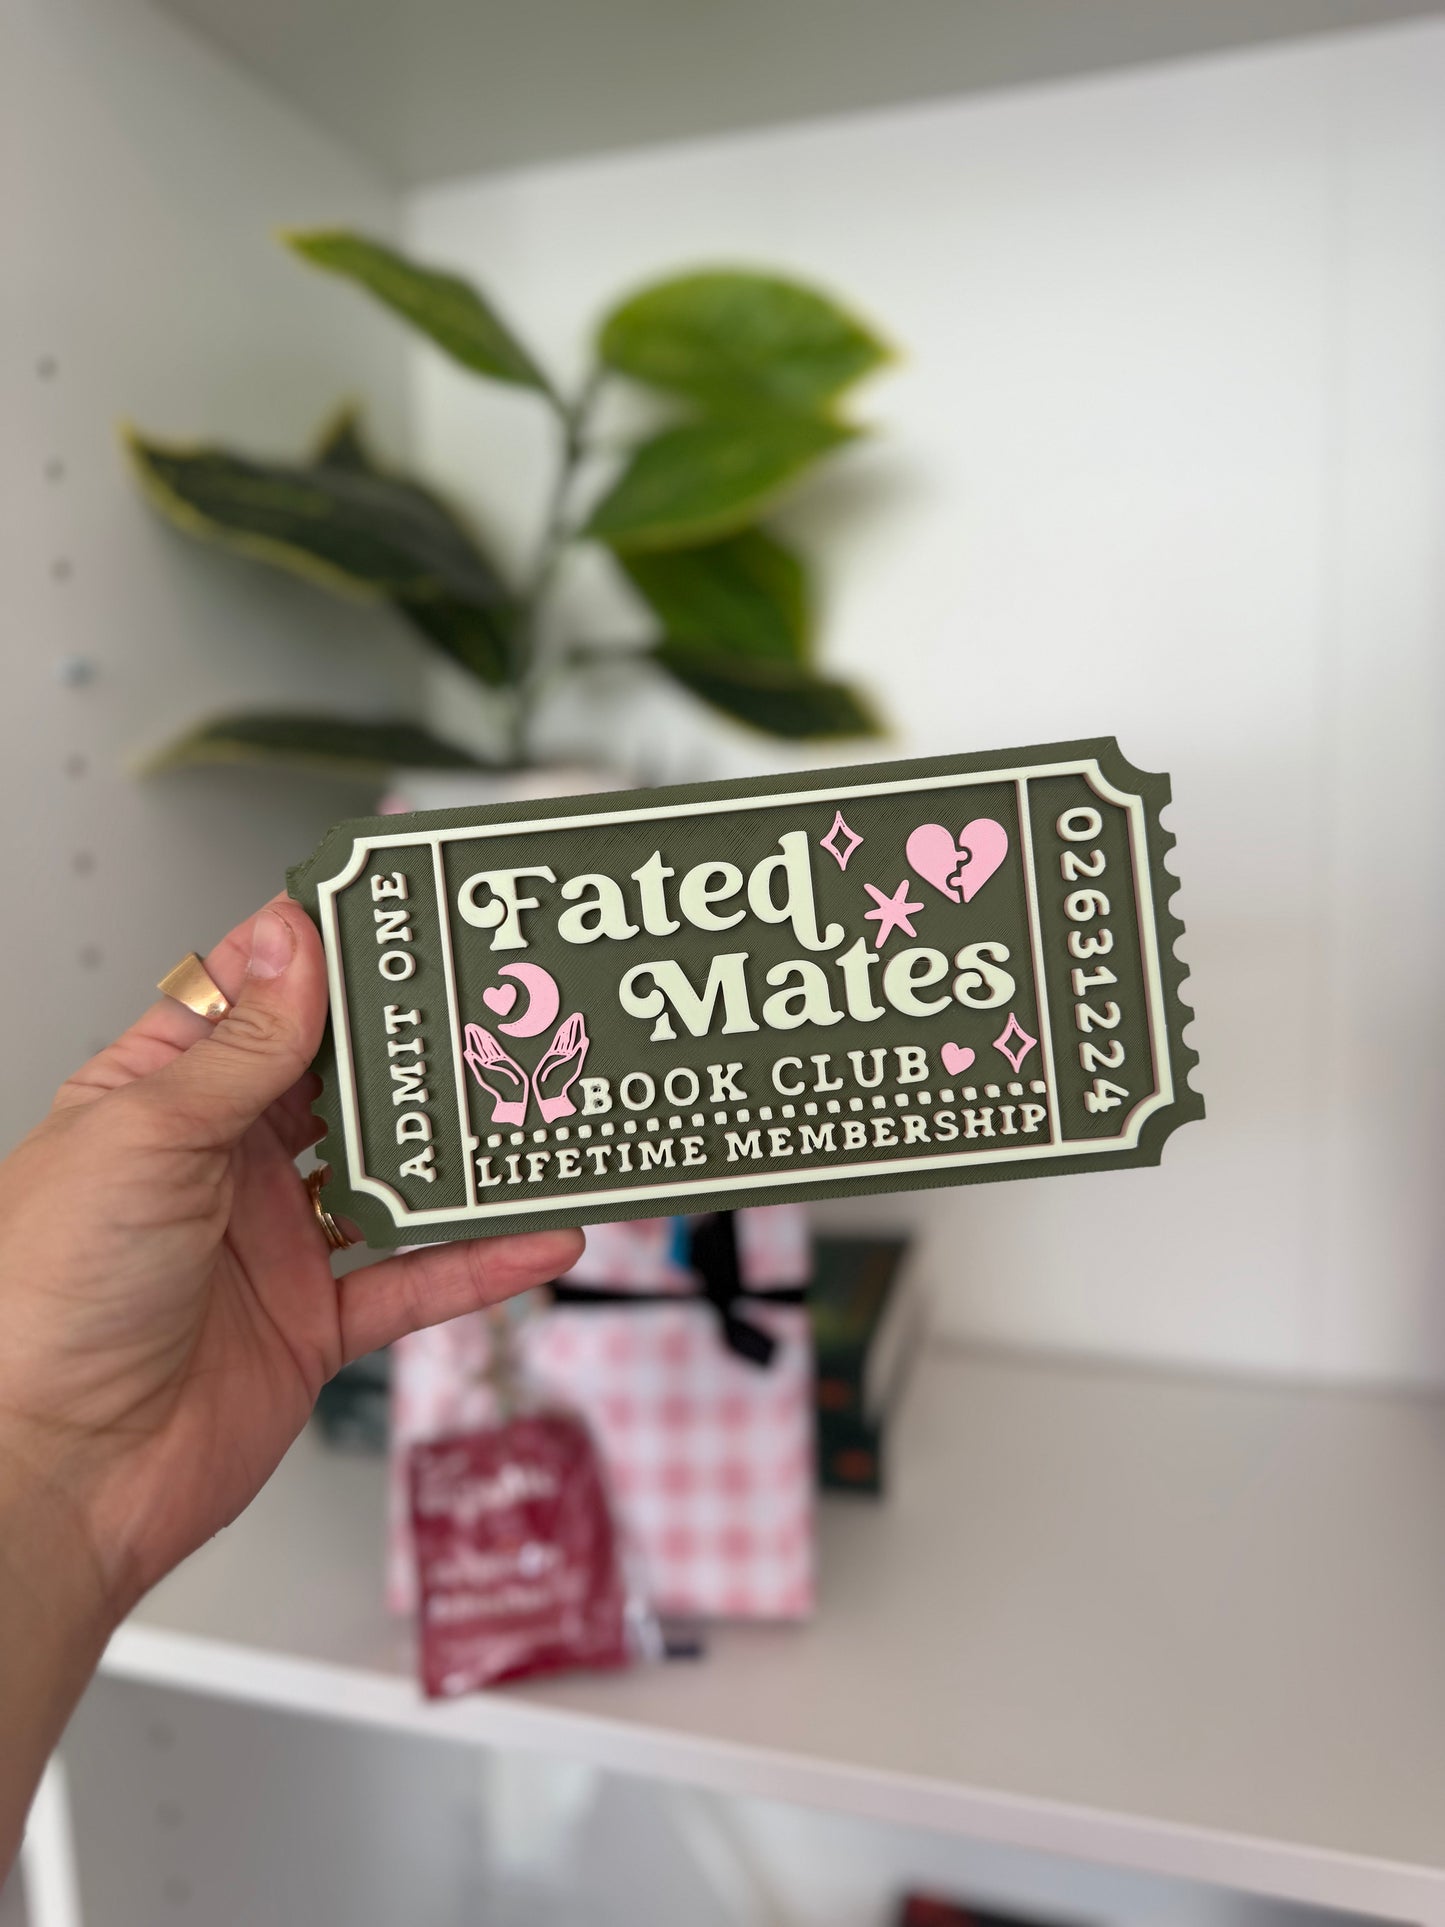 ADMIT ONE
Fated
Mates
BOOK CLUB
LIFETIME MEMBERSHIP
02631224